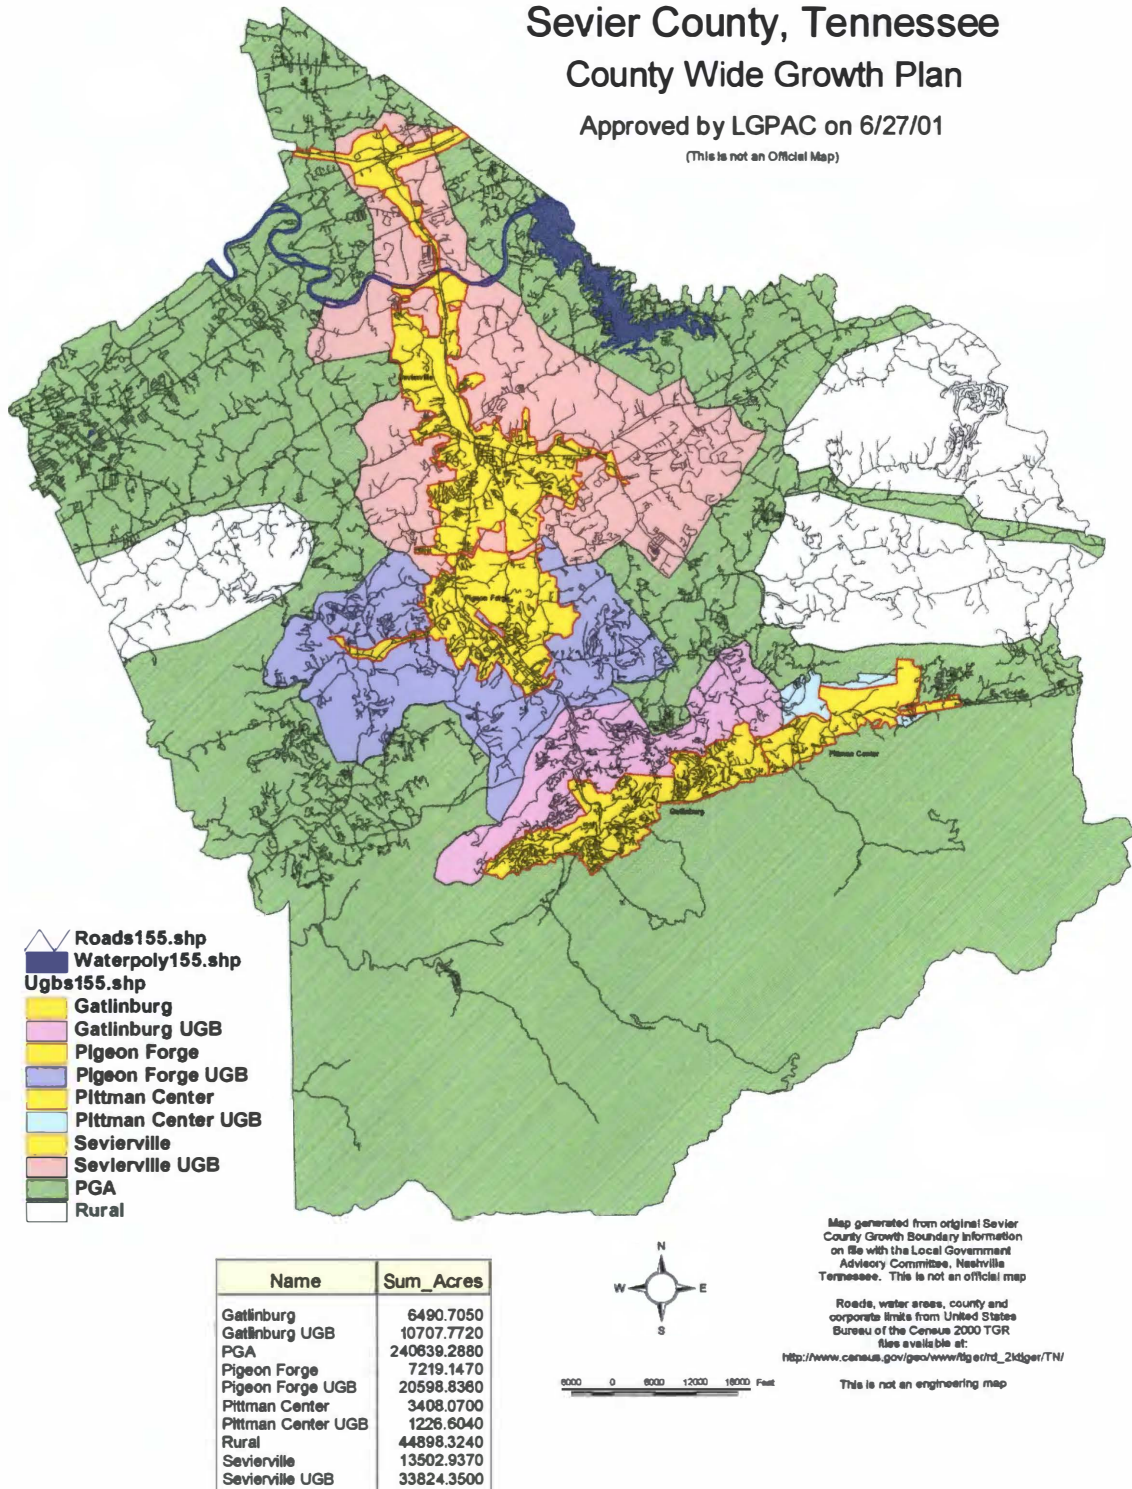 Sevier County, Tennessee
County Wide Growth Plan
Approved by LGPAC on 6/27/01
(This is not an Official Map)
Sevierville
Pigeon Forge
Pittman Center
Gatlinburg
Roads155.shp
Waterpoly155.shp
Ugbs155.shp
Gatlinburg
Gatlinburg UGB
Pigeon Forge
Pigeon Forge UGB
Pittman Center
Pittman Center UGB
Sevierville
Sevierville UGB
PGA
Rural
Name Sum_Acres
Gatlinburg 6490.7050
Gatlinburg UGB 10707.7720
PGA 240639.2880
Pigeon Forge 7219.1470
Pigeon Forge UGB 20598.8360
Pittman Center 3408.0700
Pittman Center UGB 1226.6040
Rural 44898.3240
Sevierville 13502.9370
Sevierville UGB 33824.3500
N
W E
S
6000 0 6000 12000 18000 Feet
Map generated from original Sevier
County Growth Boundary Information
on file with the Local Government
Advisory Committee, Nashville
Tennessee. This is not an official map
Roads, water areas, county and
corporate limits from United States
Bureau of the Census 2000 TGR
files available at:
http://www.census.gov/geo/www/tiger/rd_2ktiger/TN/
This is not an engineering map